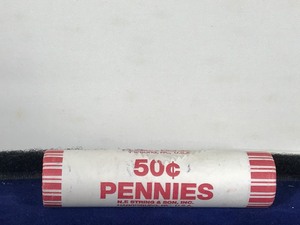 50¢
PENNIES
N.F. STRING & SON, INC.